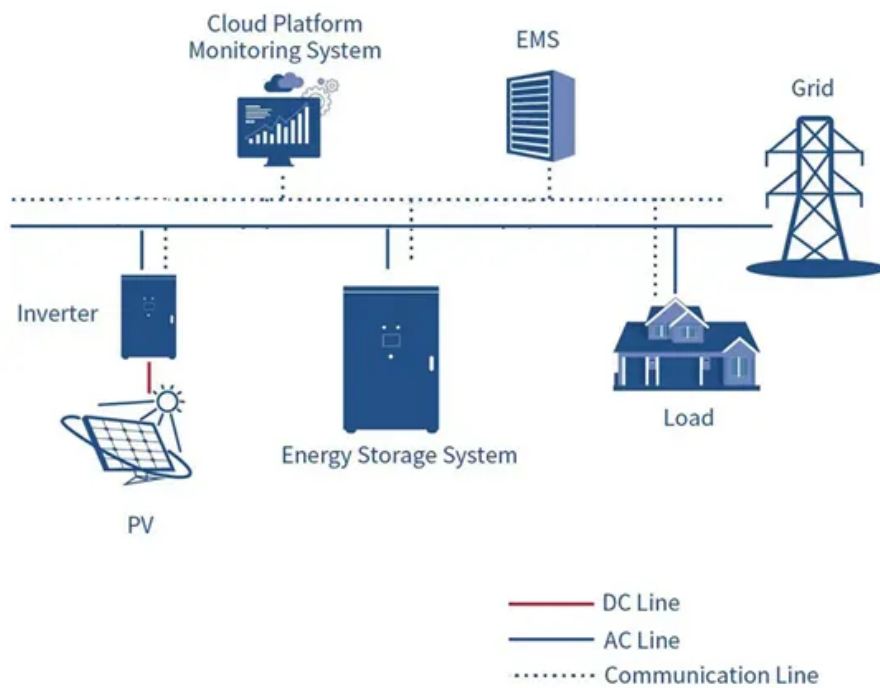 Cloud Platform
Monitoring System
EMS
Grid
Inverter
Load
Energy Storage System
PV
DC Line
AC Line
Communication Line